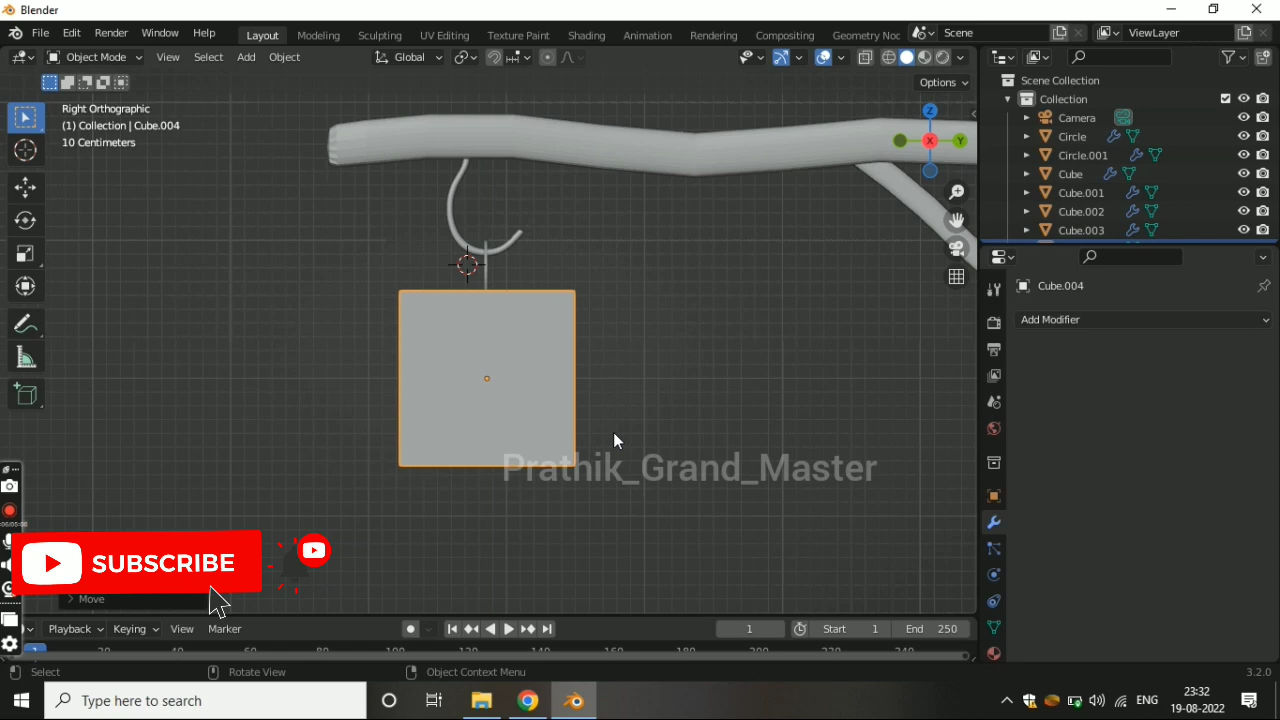 Blender
File Edit Render Window Help Layout Modeling Sculpting UV Editing Texture Paint Shading Animation Rendering Compositing Geometry Noc Scene ViewLayer
Object Mode View Select Add Object Global
Options
Right Orthographic
(1) Collection | Cube.004
10 Centimeters
Z
X
Y
Scene Collection
Collection
Camera
Circle
Circle.001
Cube
Cube.001
Cube.002
Cube.003
Cube.004
Add Modifier
Prathik_Grand_Master
SUBSCRIBE
Move
Playback Keying View Marker 1 Start 1 End 250
Select Rotate View Object Context Menu 3.2.0
Type here to search
ENG
23:32
19-08-2022